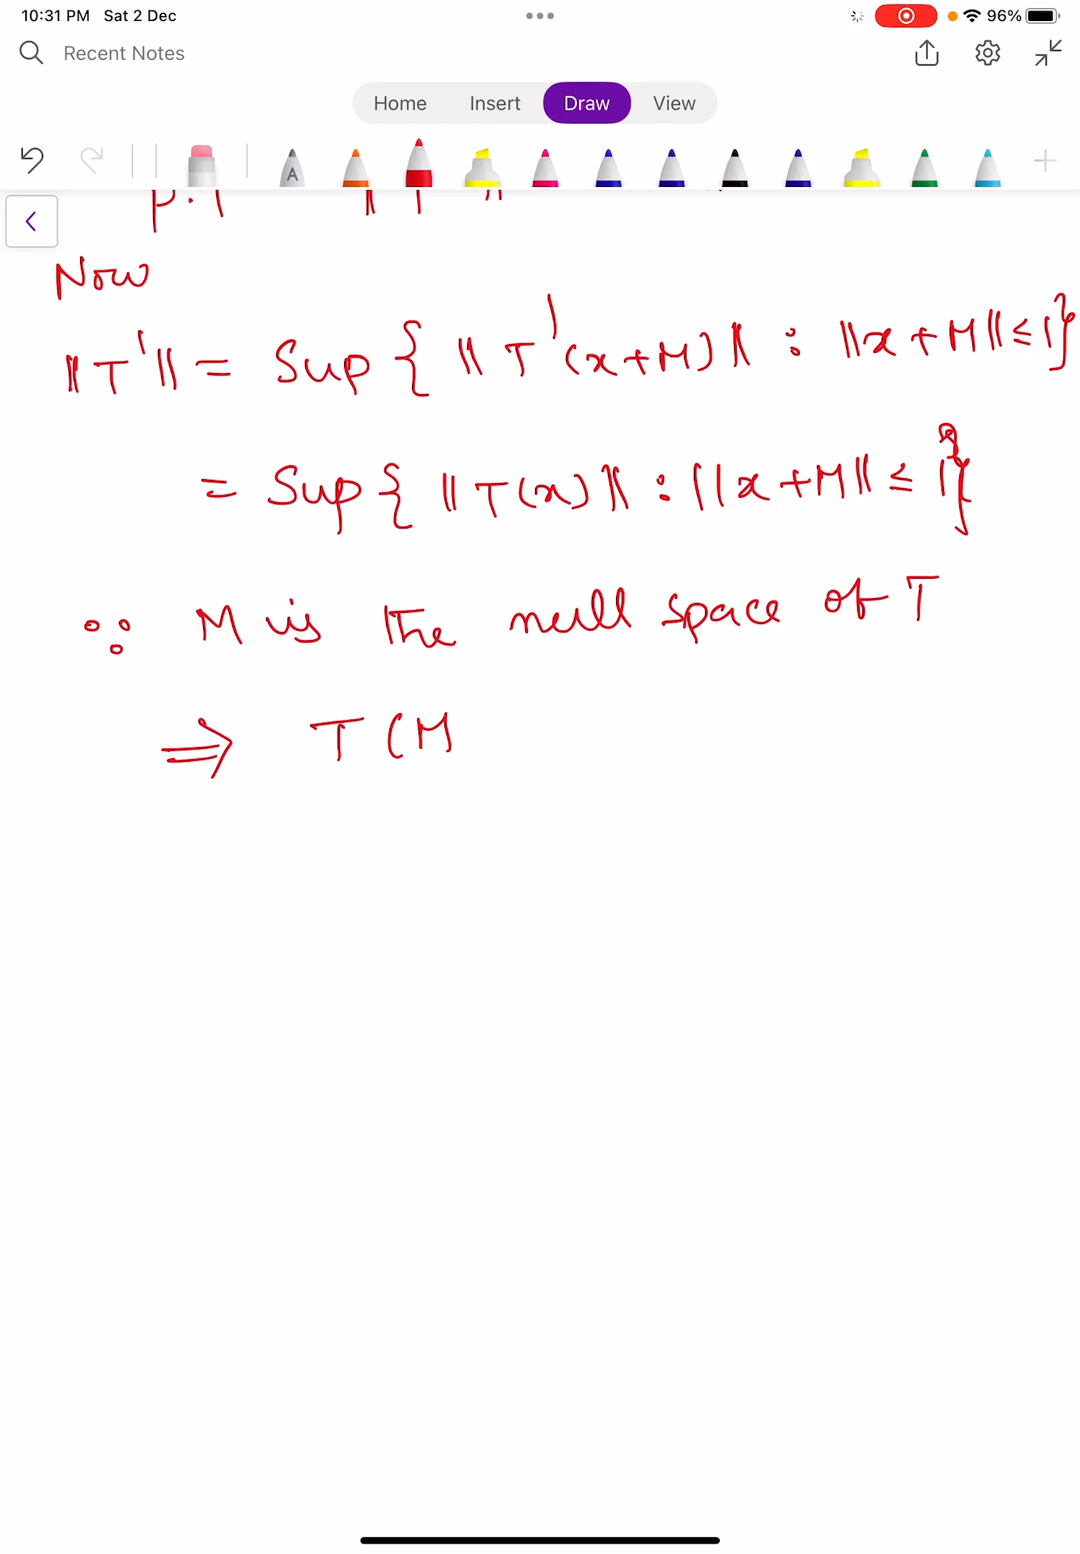 10:31 PM Sat 2 Dec
96%
Recent Notes
Home Insert Draw View
A
Now
||T'|| = Sup { ||T'(x+M)|| : ||x+M|| ≤ 1}
= Sup { ||T(x)|| : ||x+M|| ≤ 1}
∵ M is the null space of T
⇒ T(M